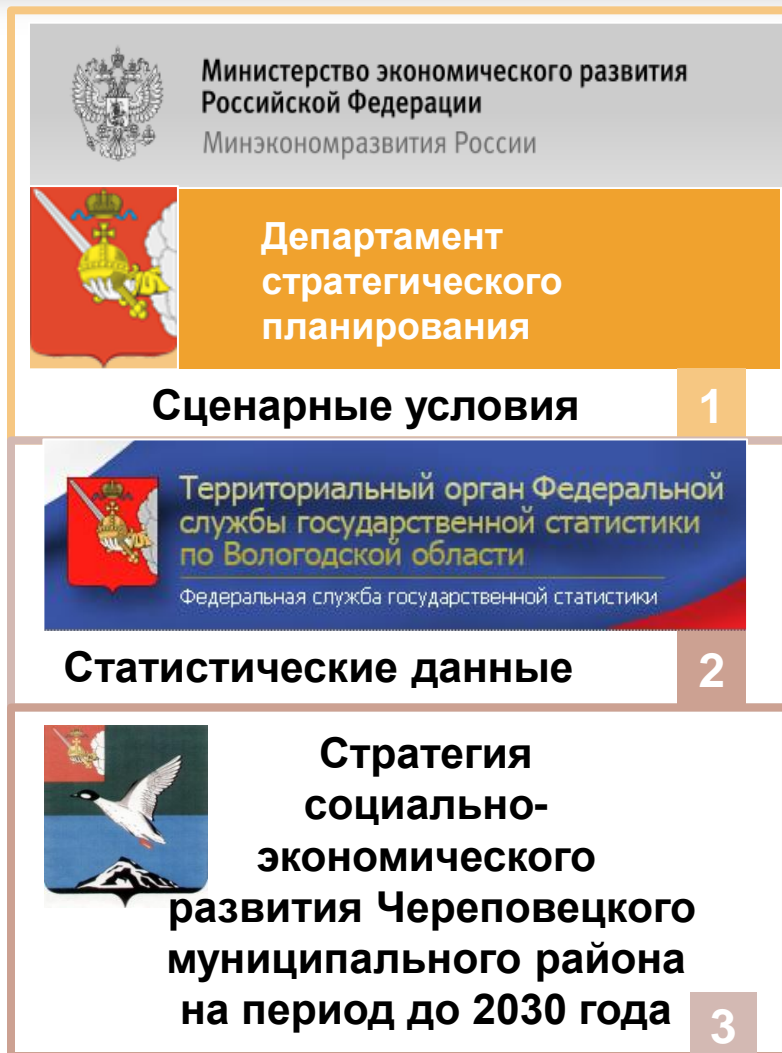 Министерство экономического развития
Российской Федерации
Минэкономразвития России
Департамент
стратегического
планирования
Сценарные условия
1
Территориальный орган Федеральной
службы государственной статистики
по Вологодской области
Федеральная служба государственной статистики
Статистические данные
2
Стратегия
социально-
экономического
развития Череповецкого
муниципального района
на период до 2030 года
3